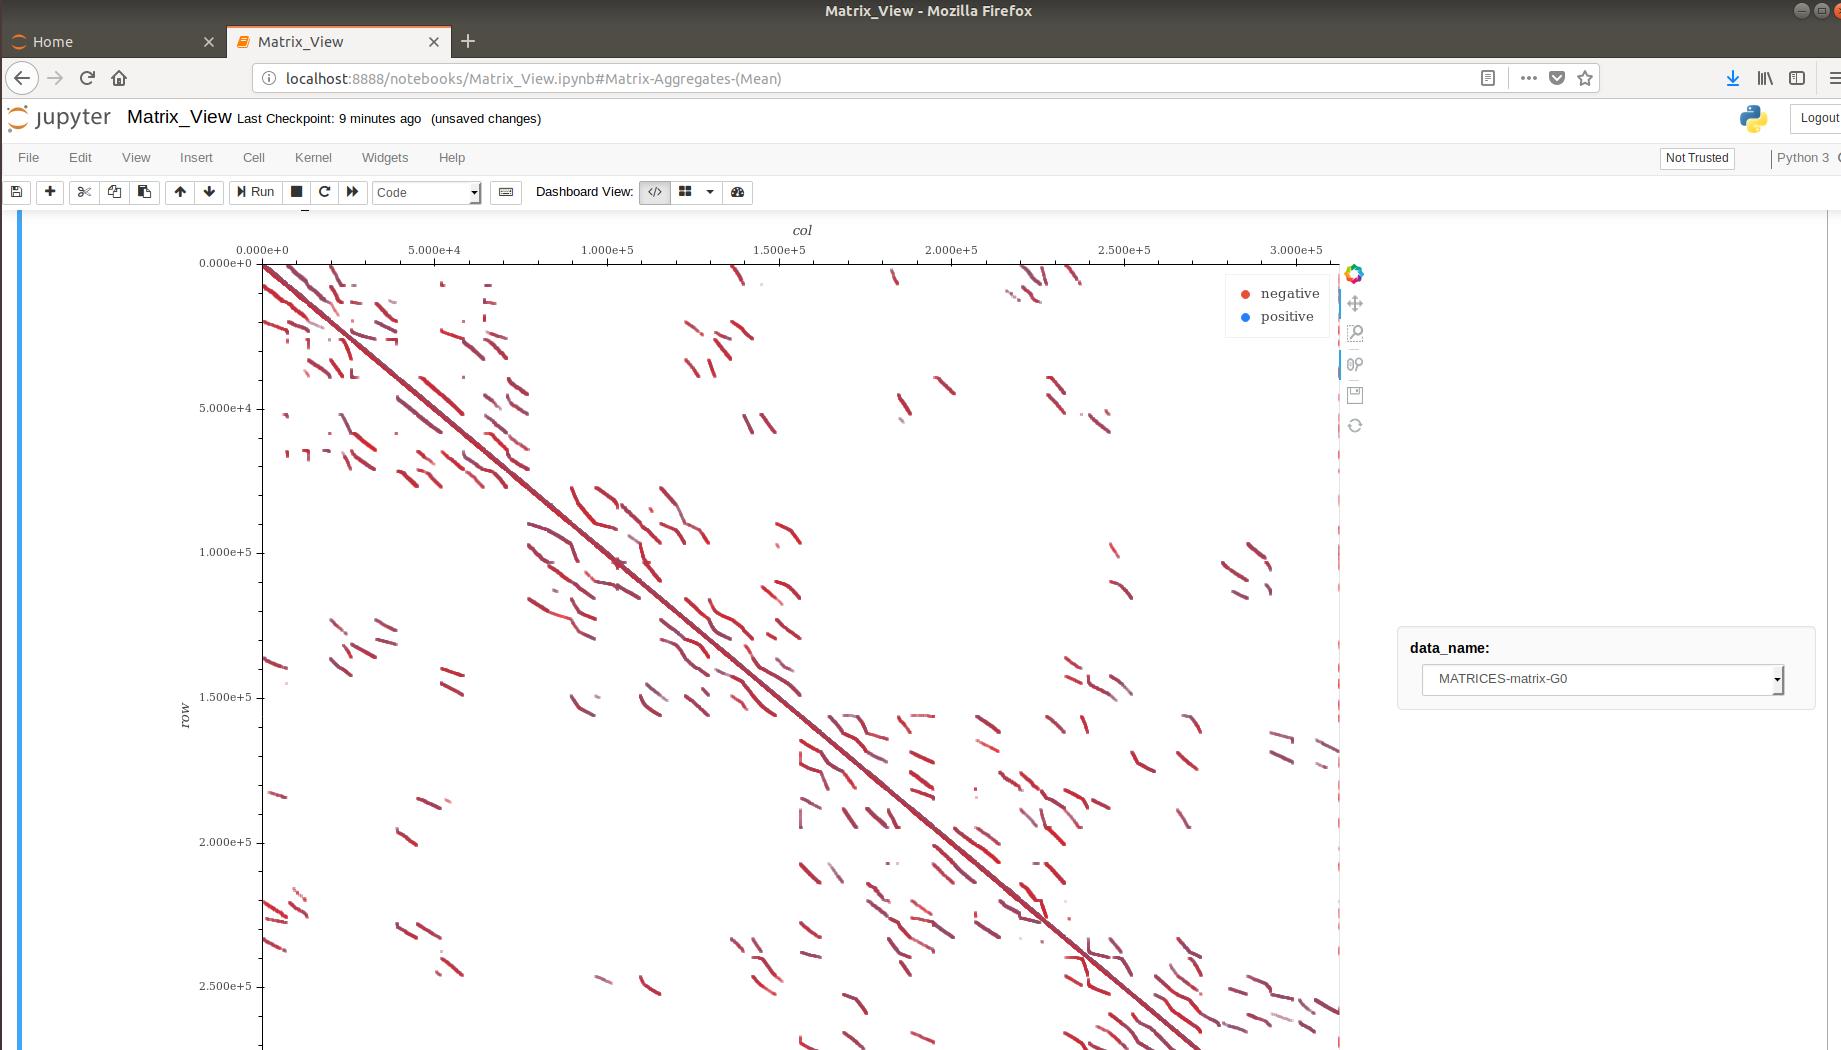 Matrix_View - Mozilla Firefox
Home
Matrix_View
localhost:8888/notebooks/Matrix_View.ipynb#Matrix-Aggregates-(Mean)
jupyter Matrix_View Last Checkpoint: 9 minutes ago (unsaved changes)
Logout
File Edit View Insert Cell Kernel Widgets Help
Not Trusted
Python 3
Run
Code
Dashboard View:
col
0.000e+0 5.000e+4 1.000e+5 1.500e+5 2.000e+5 2.500e+5 3.000e+5
0.000e+0
negative
positive
5.000e+4
1.000e+5
data_name:
MATRICES-matrix-G0
1.500e+5
row
2.000e+5
2.500e+5